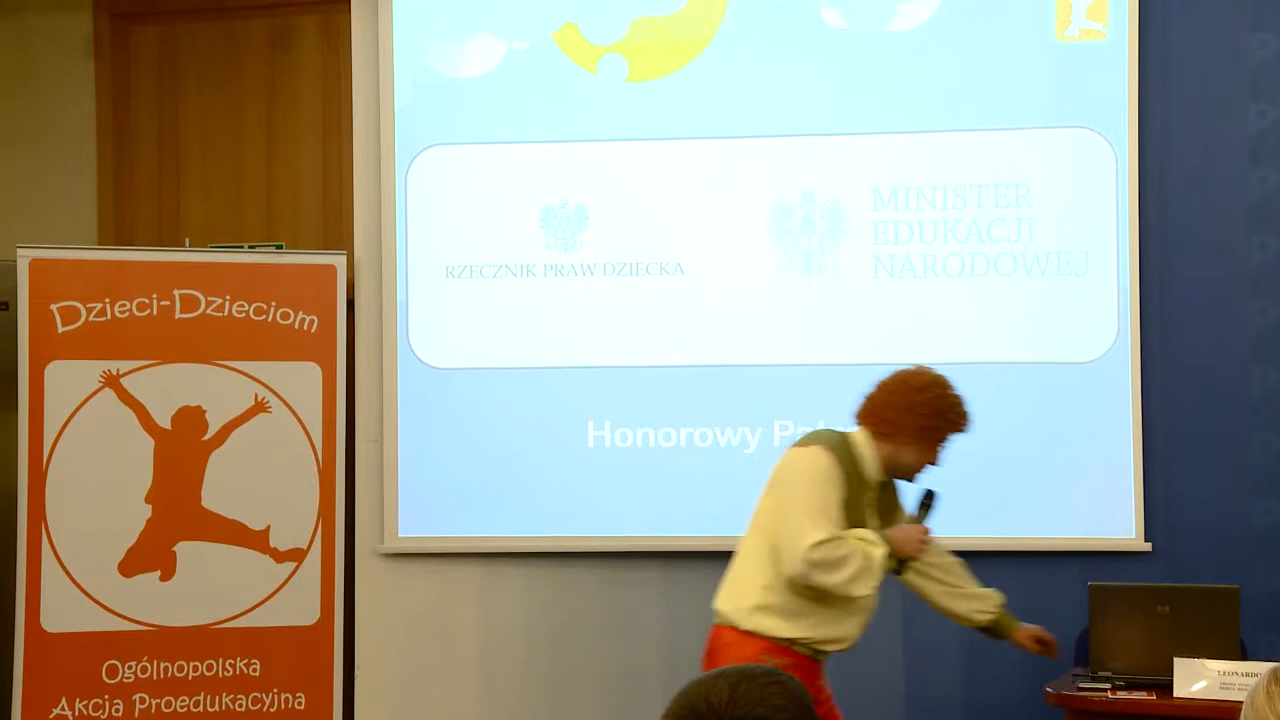 Dzieci-Dzieciom
Ogólnopolska
Akcja Proedukacyjna
RZECZNIK PRAW DZIECKA
MINISTER
EDUKACJI
NARODOWEJ
Honorowy
LEONARDO